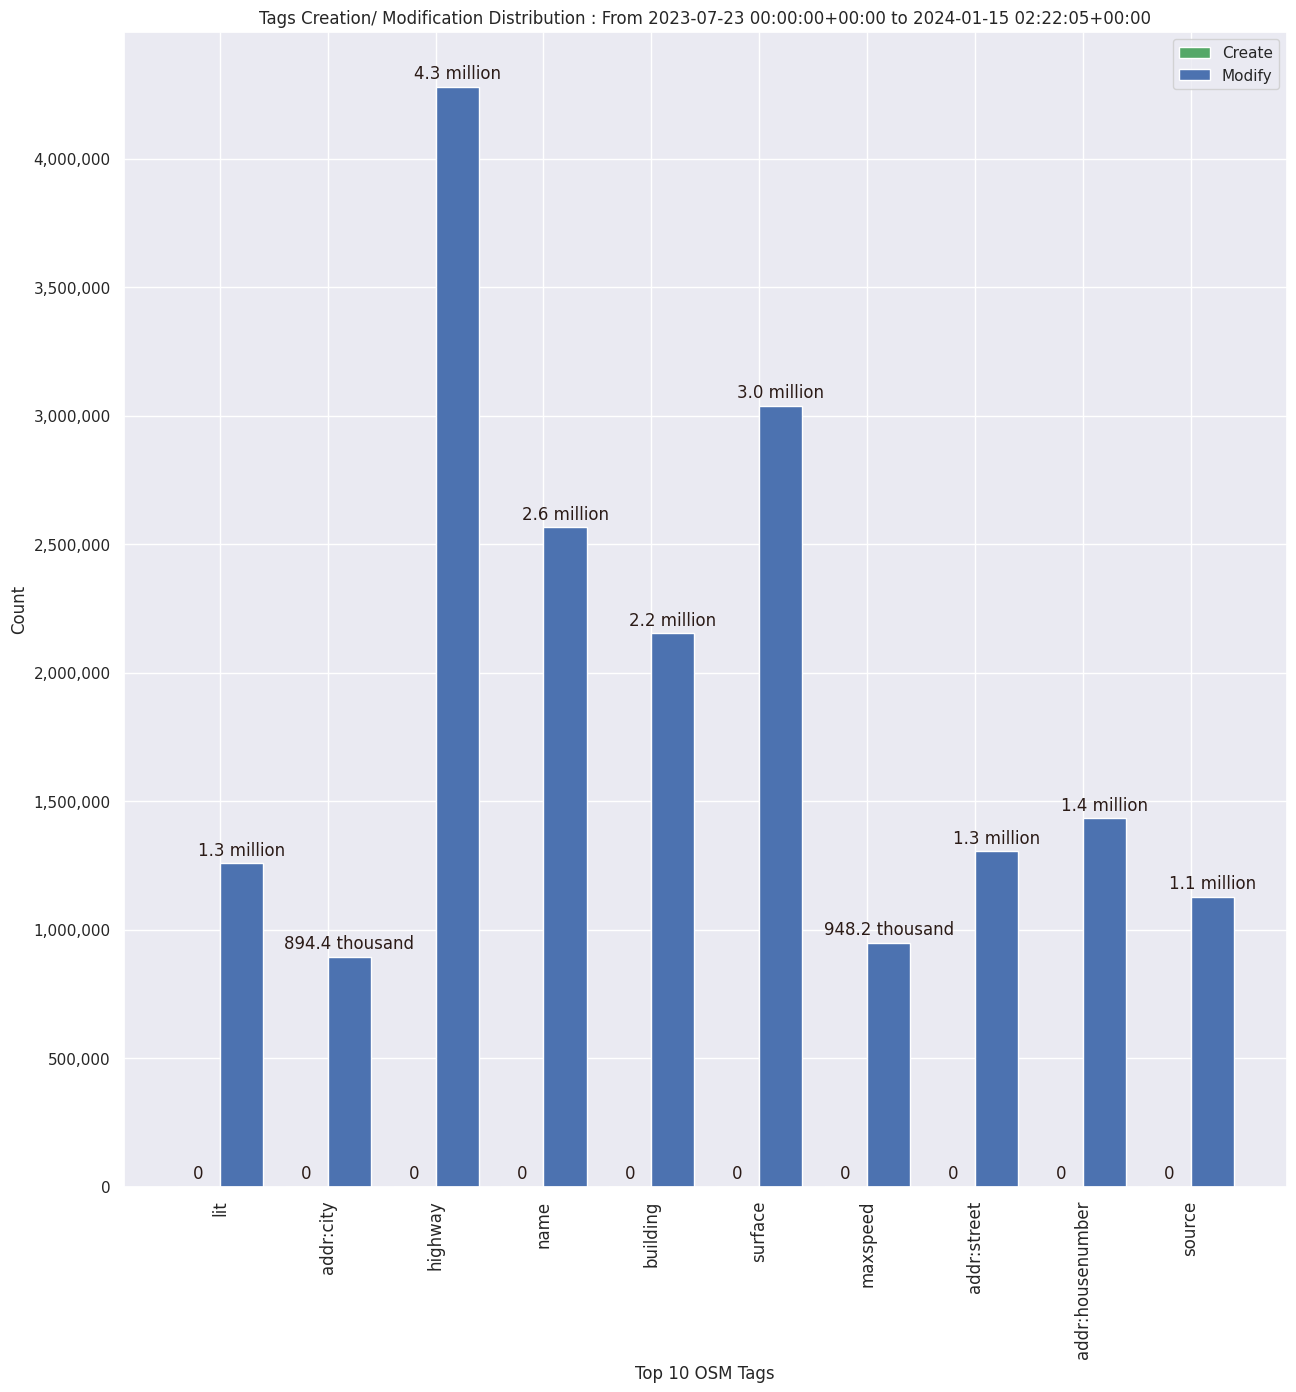 Tags Creation/ Modification Distribution : From 2023-07-23 00:00:00+00:00 to 2024-01-15 02:22:05+00:00
Create
Modify
4.3 million
4,000,000
3,500,000
3.0 million
3,000,000
2.6 million
2,500,000
2.2 million
2,000,000
1,500,000
1.4 million
1.3 million
1.3 million
1.1 million
1,000,000
948.2 thousand
894.4 thousand
500,000
0 0 0 0 0 0 0 0 0 0
0
Count
lit
addr:city
highway
name
building
surface
maxspeed
addr:street
addr:housenumber
source
Top 10 OSM Tags